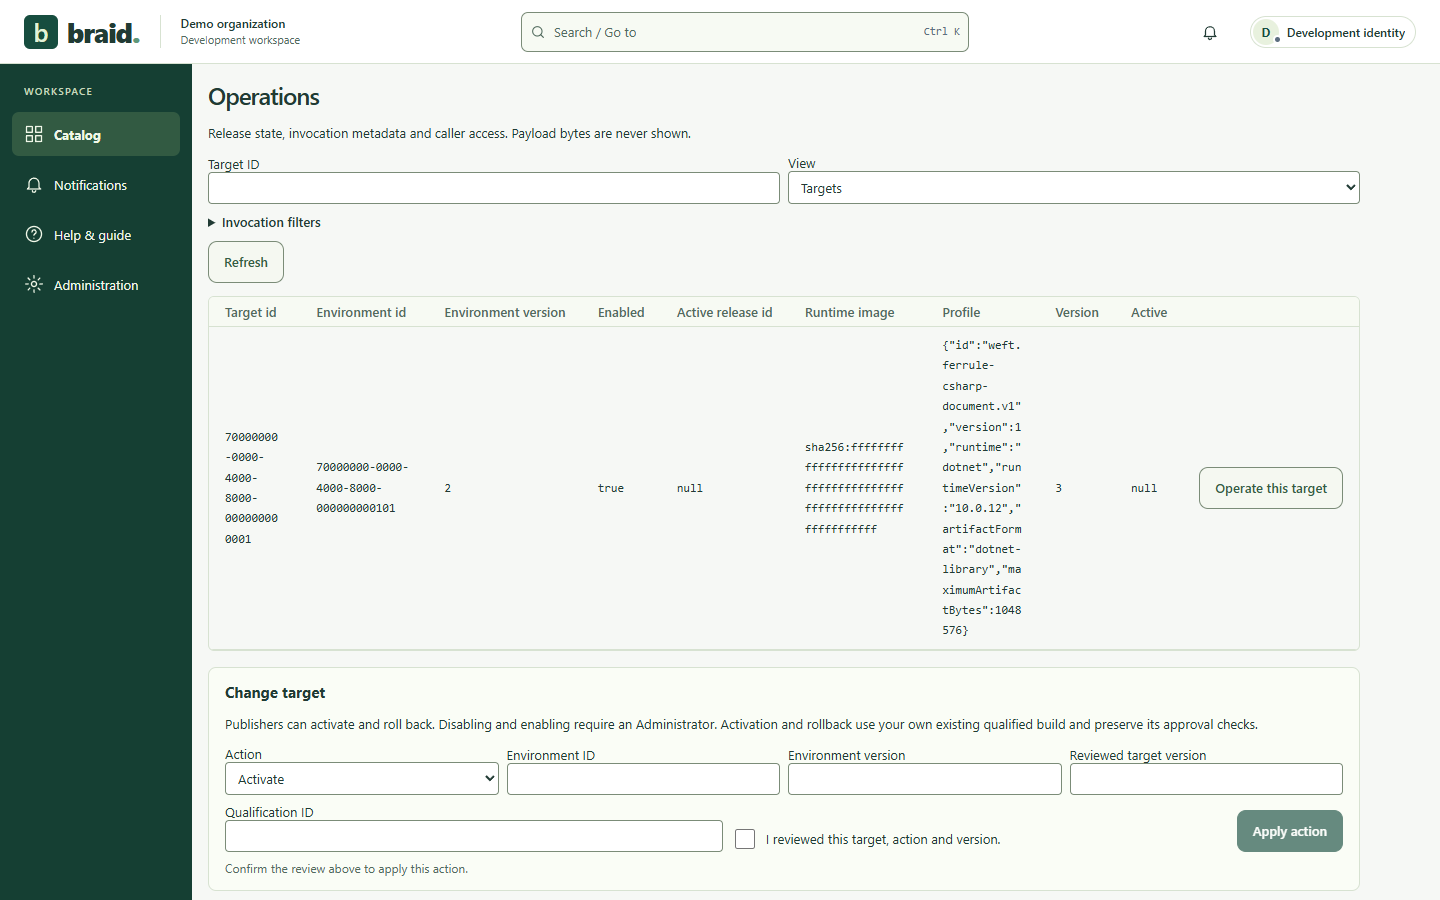 b braid.
Demo organization
Development workspace
Search / Go to
Ctrl K
D
Development identity
WORKSPACE
Catalog
Notifications
Help & guide
Administration
Operations
Release state, invocation metadata and caller access. Payload bytes are never shown.
Target ID
View
Targets
Invocation filters
Refresh
Target id
Environment id
Environment version
Enabled
Active release id
Runtime image
Profile
Version
Active
70000000
-0000-
4000-
8000-
00000000
0001
70000000-0000-
4000-8000-
000000000101
2
true
null
sha256:ffffffff
fffffffffffffff
fffffffffffffff
fffffffffffffff
fffffffffff
{"id":"weft.
ferrule-
csharp-
document.v1"
,"version":1
,"runtime":"
dotnet","run
timeVersion"
:"10.0.12","
artifactForm
at":"dotnet-
library","ma
ximumArtifac
tBytes":1048
576}
3
null
Operate this target
Change target
Publishers can activate and roll back. Disabling and enabling require an Administrator. Activation and rollback use your own existing qualified build and preserve its approval checks.
Action
Environment ID
Environment version
Reviewed target version
Activate
Qualification ID
I reviewed this target, action and version.
Apply action
Confirm the review above to apply this action.